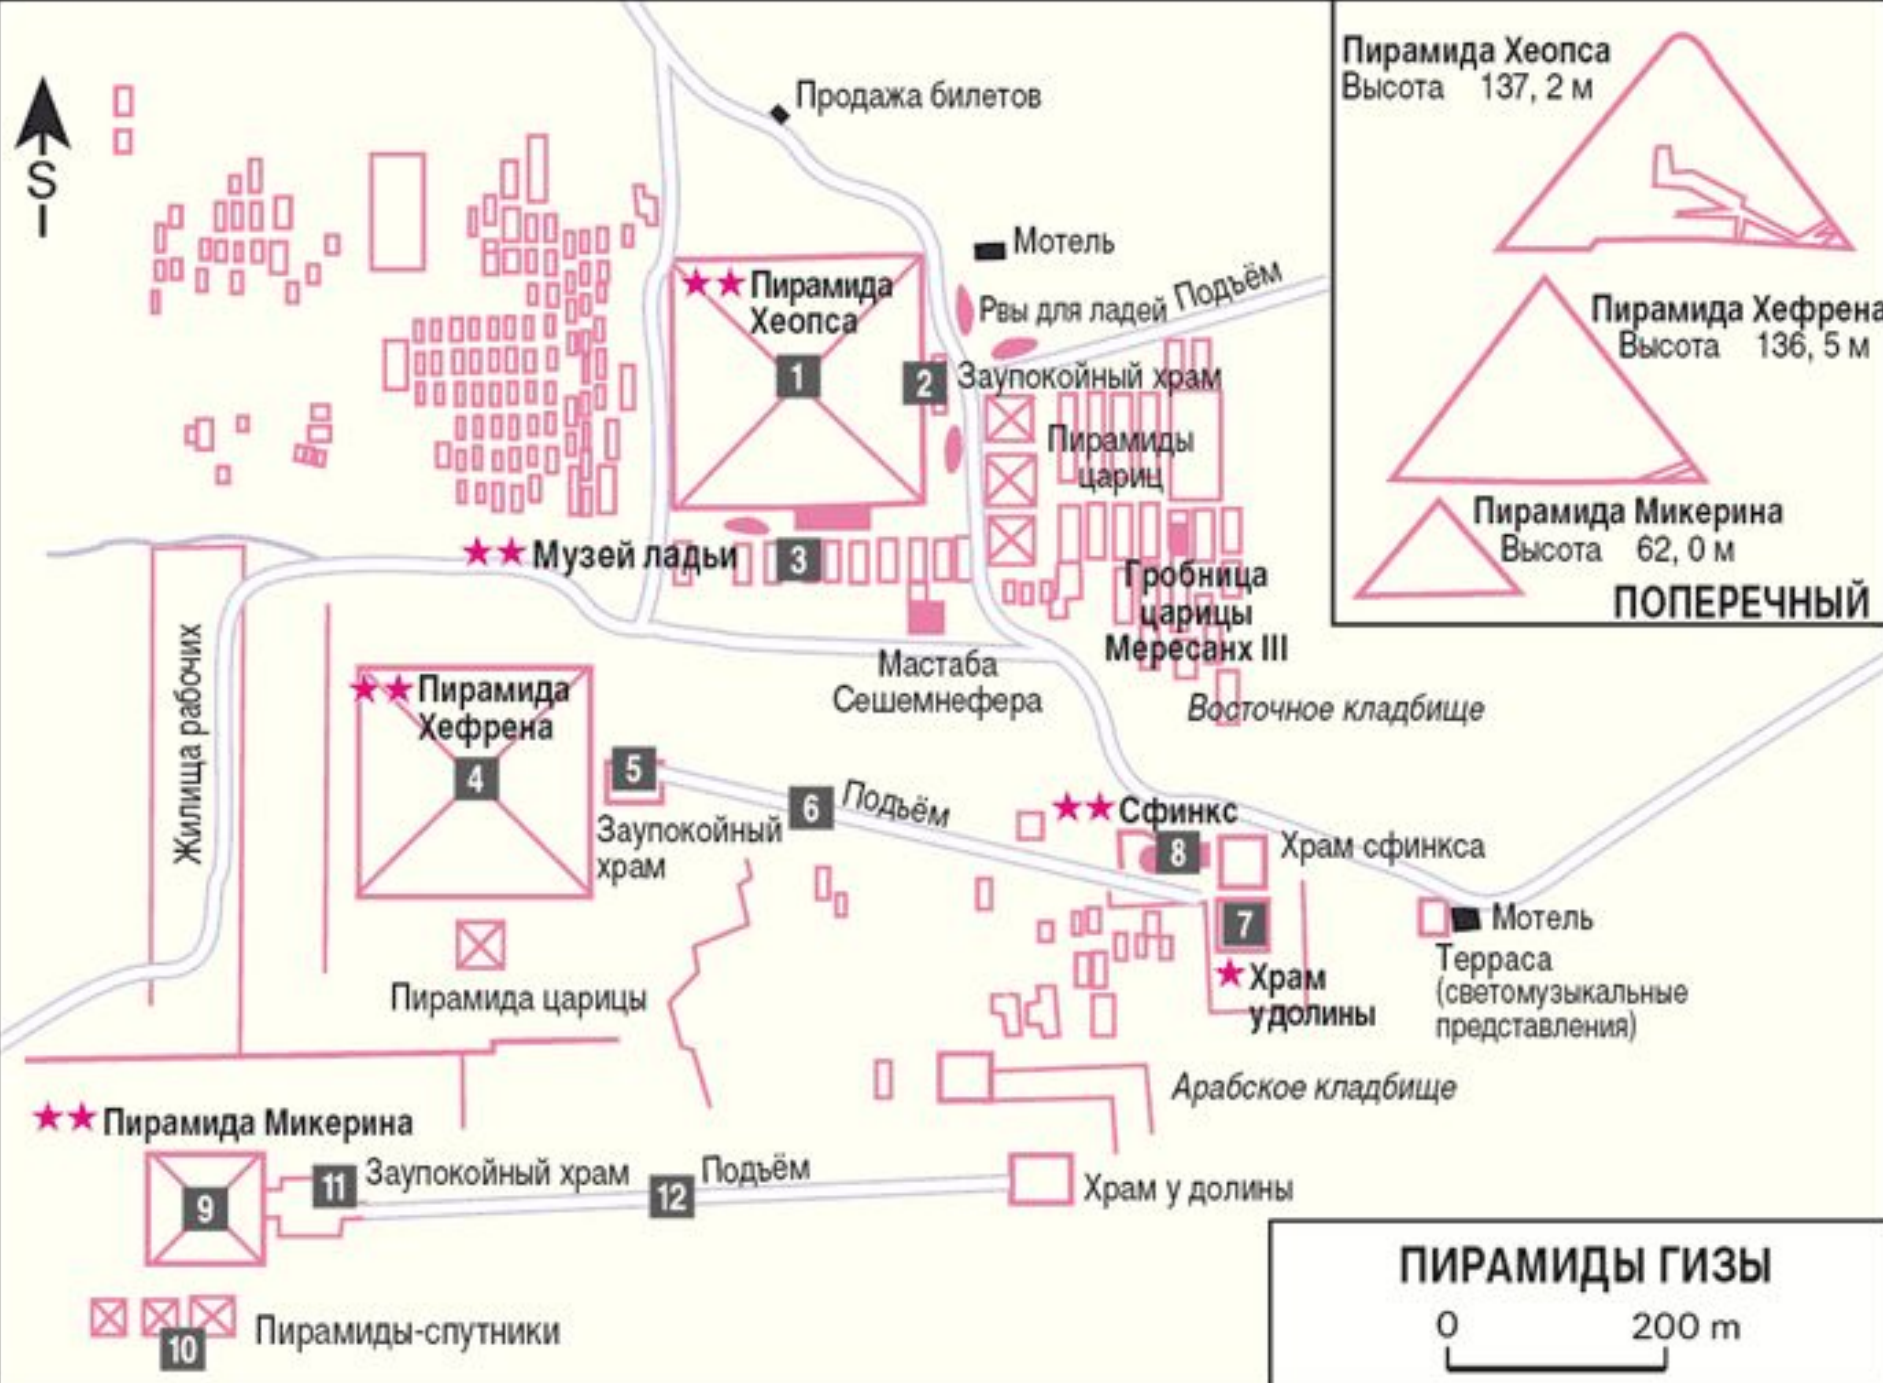 Пирамида Хеопса
Высота 137, 2 м
Продажа билетов
S
I
Мотель
Пирамида
Хеопса
Рвы для ладей
Подъём
Пирамида Хефрена
Высота 136, 5 м
1
2
Заупокойный храм
Пирамиды
цариц
Пирамида Микерина
Высота 62, 0 м
ПОПЕРЕЧНЫЙ
Музей ладьи
3
Гробница
царицы
Мересанх III
Мастаба
Сешемнефера
Восточное кладбище
Жилища рабочих
Пирамида
Хефрена
4
5
6
Подъём
Заупокойный
храм
Сфинкс
8
Храм сфинкса
7
Мотель
Терраса
(светомузыкальные
представления)
Храм
у долины
Пирамида царицы
Арабское кладбище
Пирамида Микерина
9
11
Заупокойный храм
12
Подъём
Храм у долины
10
Пирамиды-спутники
ПИРАМИДЫ ГИЗЫ
0 200 m